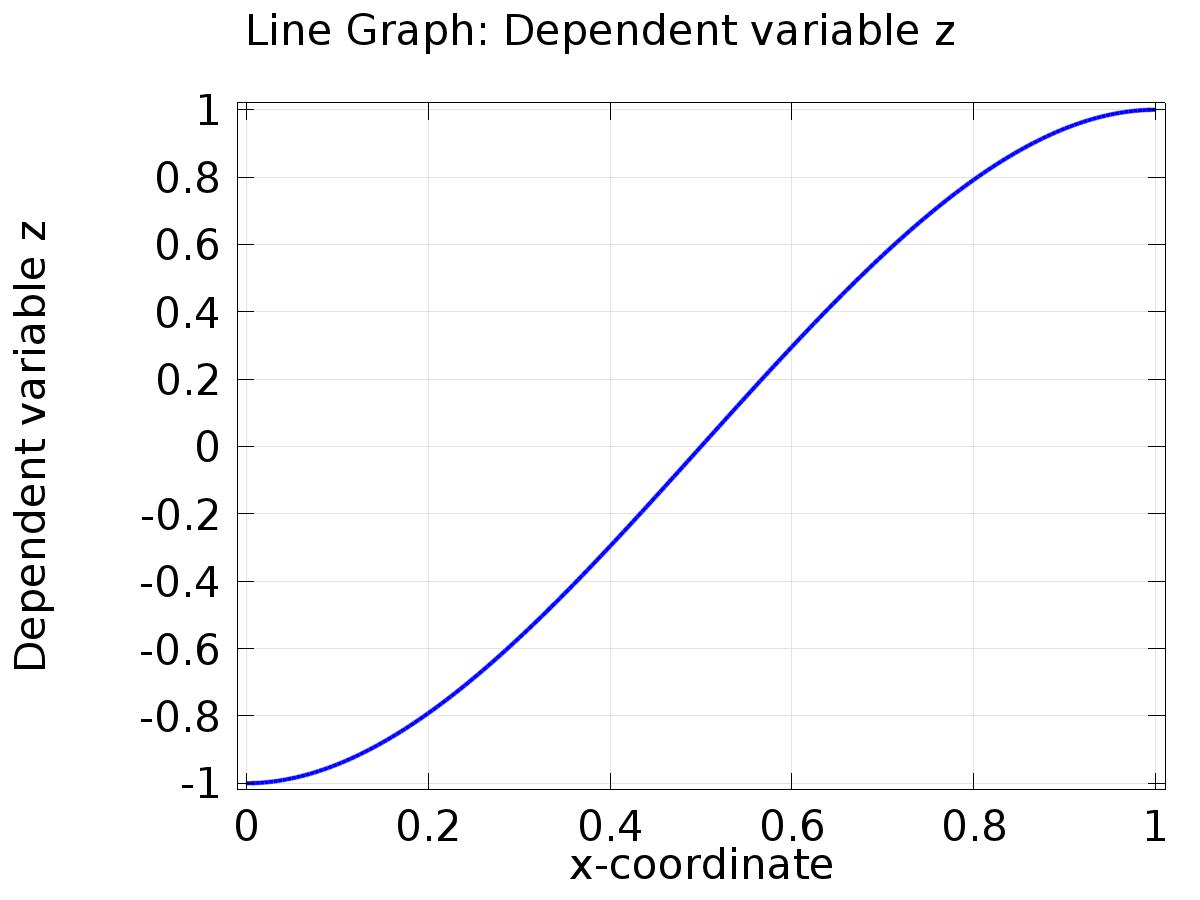 Line Graph: Dependent variable z
Dependent variable z
1
0.8
0.6
0.4
0.2
0
-0.2
-0.4
-0.6
-0.8
-1
0 0.2 0.4 0.6 0.8 1
x-coordinate